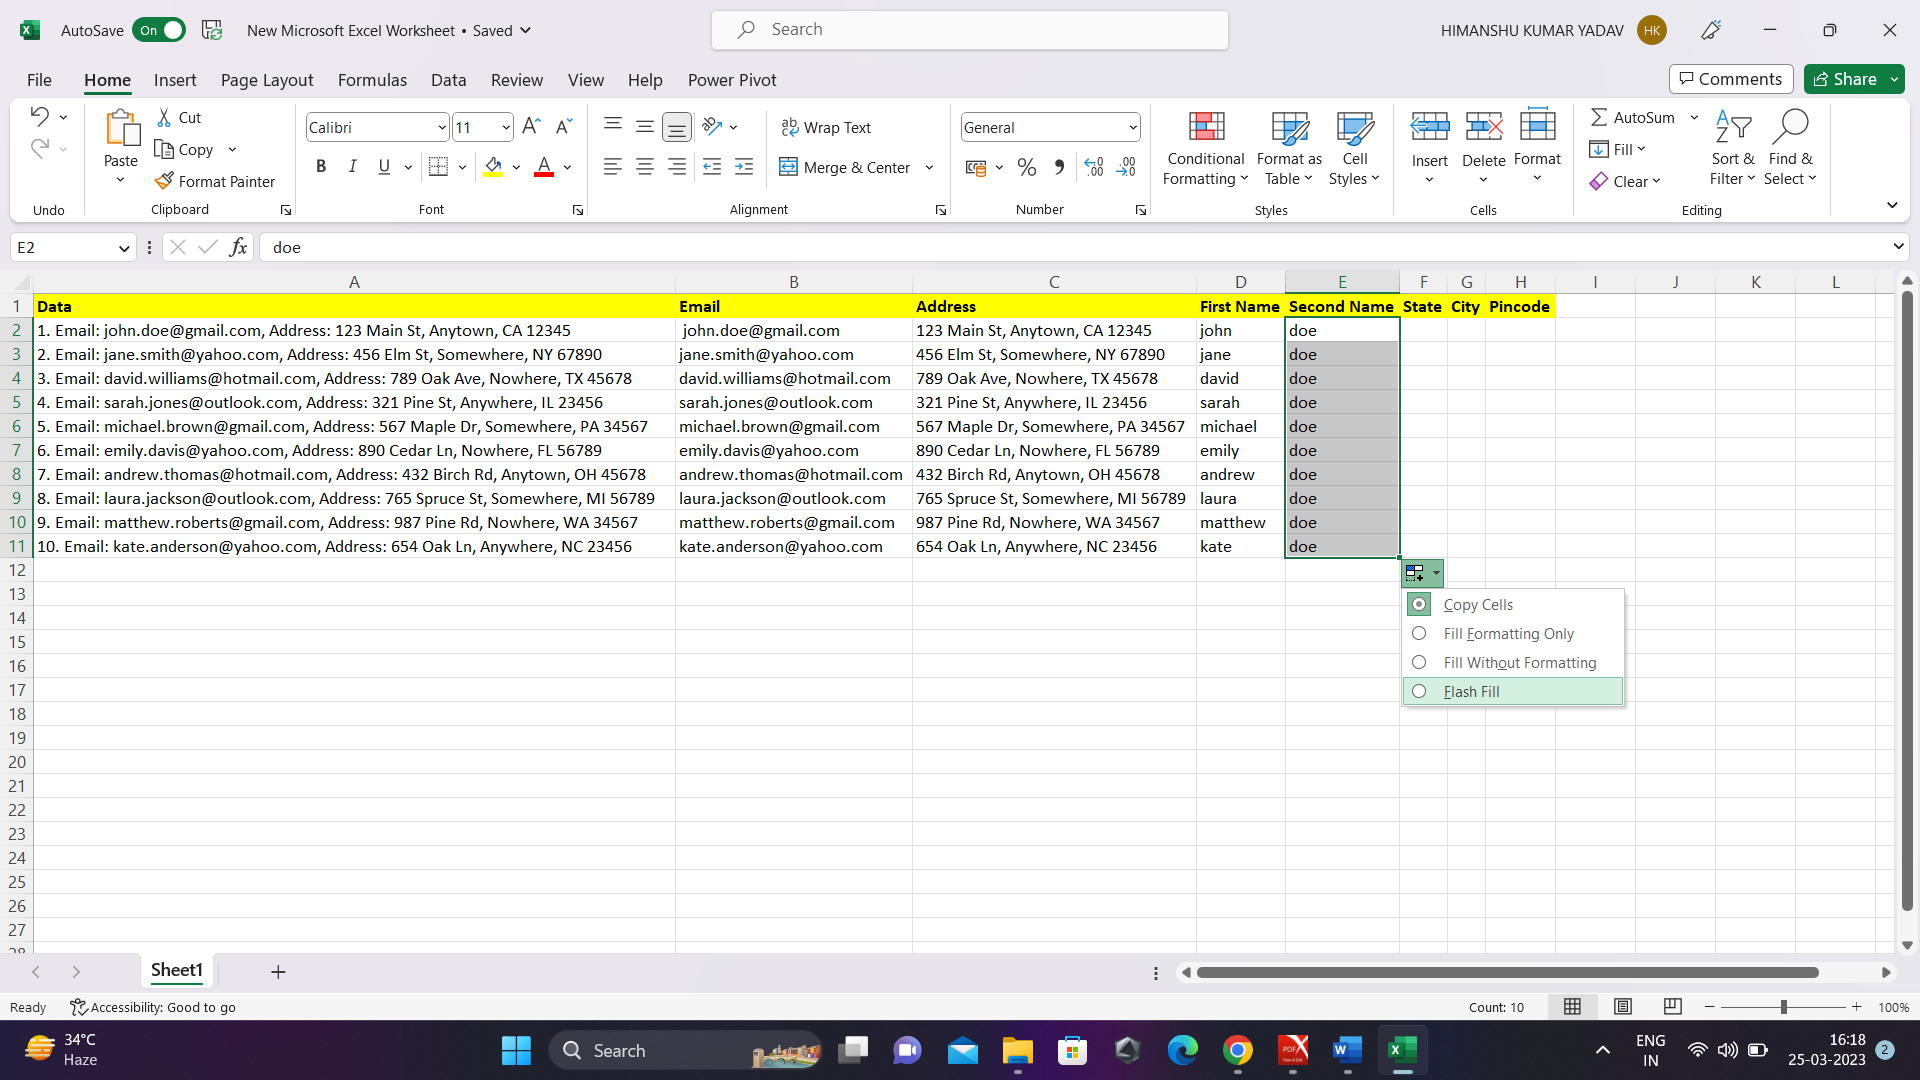 AutoSave On New Microsoft Excel Worksheet • Saved Search HIMANSHU KUMAR YADAV HK
File Home Insert Page Layout Formulas Data Review View Help Power Pivot Comments Share
Undo
Paste
Cut
Copy
Format Painter
Clipboard
Calibri 11
B I U
Font
Wrap Text
Merge & Center
Alignment
General
Number
Conditional Formatting
Format as Table
Cell Styles
Styles
Insert Delete Format
Cells
AutoSum
Fill
Clear
Sort & Filter
Find & Select
Editing
E2 fx doe
A B C D E F G H I J K L
1 Data Email Address First Name Second Name State City Pincode
2 1. Email: john.doe@gmail.com, Address: 123 Main St, Anytown, CA 12345 john.doe@gmail.com 123 Main St, Anytown, CA 12345 john doe
3 2. Email: jane.smith@yahoo.com, Address: 456 Elm St, Somewhere, NY 67890 jane.smith@yahoo.com 456 Elm St, Somewhere, NY 67890 jane doe
4 3. Email: david.williams@hotmail.com, Address: 789 Oak Ave, Nowhere, TX 45678 david.williams@hotmail.com 789 Oak Ave, Nowhere, TX 45678 david doe
5 4. Email: sarah.jones@outlook.com, Address: 321 Pine St, Anywhere, IL 23456 sarah.jones@outlook.com 321 Pine St, Anywhere, IL 23456 sarah doe
6 5. Email: michael.brown@gmail.com, Address: 567 Maple Dr, Somewhere, PA 34567 michael.brown@gmail.com 567 Maple Dr, Somewhere, PA 34567 michael doe
7 6. Email: emily.davis@yahoo.com, Address: 890 Cedar Ln, Nowhere, FL 56789 emily.davis@yahoo.com 890 Cedar Ln, Nowhere, FL 56789 emily doe
8 7. Email: andrew.thomas@hotmail.com, Address: 432 Birch Rd, Anytown, OH 45678 andrew.thomas@hotmail.com 432 Birch Rd, Anytown, OH 45678 andrew doe
9 8. Email: laura.jackson@outlook.com, Address: 765 Spruce St, Somewhere, MI 56789 laura.jackson@outlook.com 765 Spruce St, Somewhere, MI 56789 laura doe
10 9. Email: matthew.roberts@gmail.com, Address: 987 Pine Rd, Nowhere, WA 34567 matthew.roberts@gmail.com 987 Pine Rd, Nowhere, WA 34567 matthew doe
11 10. Email: kate.anderson@yahoo.com, Address: 654 Oak Ln, Anywhere, NC 23456 kate.anderson@yahoo.com 654 Oak Ln, Anywhere, NC 23456 kate doe
12
13
14
15
16
17
18
19
20
21
22
23
24
25
26
27
28
Copy Cells
Fill Formatting Only
Fill Without Formatting
Flash Fill
Sheet1
Ready Accessibility: Good to go Count: 10 100%
34°C
Haze
Search
ENG
IN
16:18
25-03-2023
2